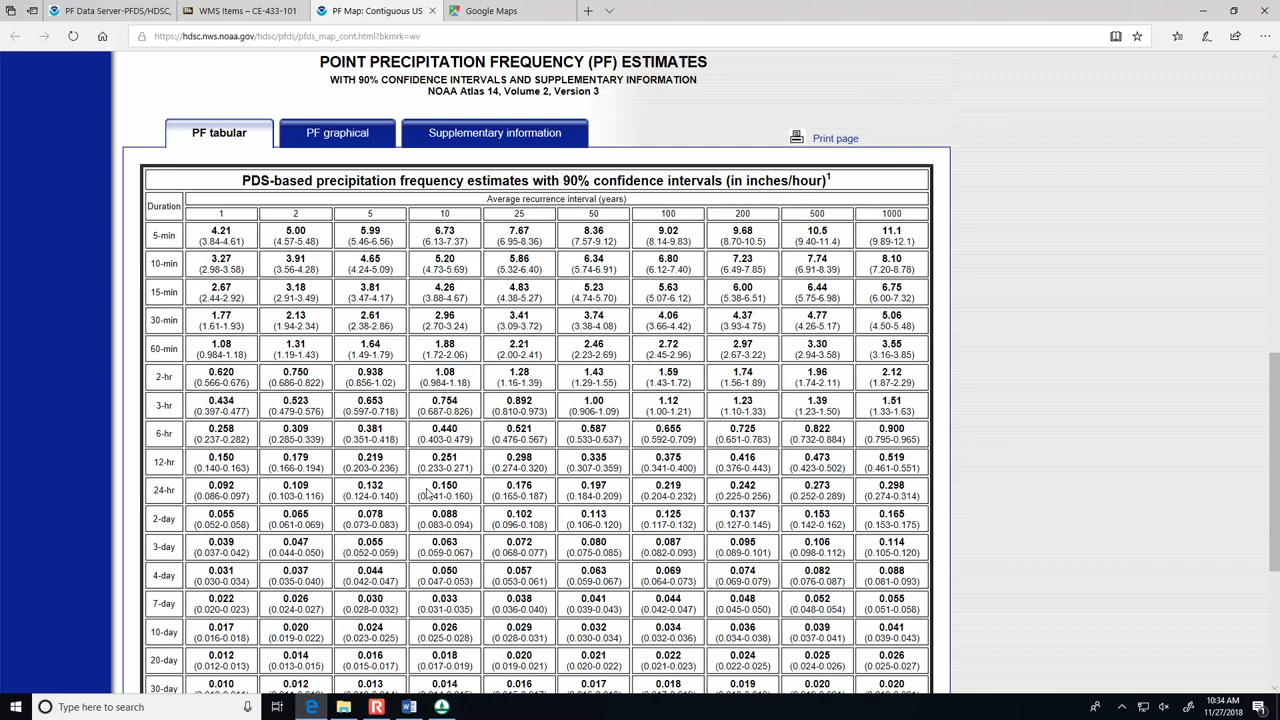 PF Data Server-PFDS/HDSC,
WMS Items – CE-433-101
PF Map: Contiguous US
Google Maps
https://hdsc.nws.noaa.gov/hdsc/pfds/pfds_map_cont.html?bkmrk=wv
POINT PRECIPITATION FREQUENCY (PF) ESTIMATES
WITH 90% CONFIDENCE INTERVALS AND SUPPLEMENTARY INFORMATION
NOAA Atlas 14, Volume 2, Version 3
PF tabular PF graphical Supplementary information Print page
PDS-based precipitation frequency estimates with 90% confidence intervals (in inches/hour)1
Duration
Average recurrence interval (years)
1 2 5 10 25 50 100 200 500 1000
5-min
4.21 5.00 5.99 6.73 7.67 8.36 9.02 9.68 10.5 11.1
(3.84-4.61) (4.57-5.48) (5.46-6.56) (6.13-7.37) (6.95-8.36) (7.57-9.12) (8.14-9.83) (8.70-10.5) (9.40-11.4) (9.89-12.1)
10-min
3.27 3.91 4.65 5.20 5.86 6.34 6.80 7.23 7.74 8.10
(2.98-3.58) (3.56-4.28) (4.24-5.09) (4.73-5.69) (5.32-6.40) (5.74-6.91) (6.12-7.40) (6.49-7.85) (6.91-8.39) (7.20-8.78)
15-min
2.67 3.18 3.81 4.26 4.83 5.23 5.63 6.00 6.44 6.75
(2.44-2.92) (2.91-3.49) (3.47-4.17) (3.88-4.67) (4.38-5.27) (4.74-5.70) (5.07-6.12) (5.38-6.51) (5.75-6.98) (6.00-7.32)
30-min
1.77 2.13 2.61 2.96 3.41 3.74 4.06 4.37 4.77 5.06
(1.61-1.93) (1.94-2.34) (2.38-2.86) (2.70-3.24) (3.09-3.72) (3.38-4.08) (3.66-4.42) (3.93-4.75) (4.26-5.17) (4.50-5.48)
60-min
1.08 1.31 1.64 1.88 2.21 2.46 2.72 2.97 3.30 3.55
(0.984-1.18) (1.19-1.43) (1.49-1.79) (1.72-2.06) (2.00-2.41) (2.23-2.69) (2.45-2.96) (2.67-3.22) (2.94-3.58) (3.16-3.85)
2-hr
0.620 0.750 0.938 1.08 1.28 1.43 1.59 1.74 1.96 2.12
(0.566-0.676) (0.686-0.822) (0.856-1.02) (0.984-1.18) (1.16-1.39) (1.29-1.55) (1.43-1.72) (1.56-1.89) (1.74-2.11) (1.87-2.29)
3-hr
0.434 0.523 0.653 0.754 0.892 1.00 1.12 1.23 1.39 1.51
(0.397-0.477) (0.479-0.576) (0.597-0.718) (0.687-0.826) (0.810-0.973) (0.906-1.09) (1.00-1.21) (1.10-1.33) (1.23-1.50) (1.33-1.63)
6-hr
0.258 0.309 0.381 0.440 0.521 0.587 0.655 0.725 0.822 0.900
(0.237-0.282) (0.285-0.339) (0.351-0.418) (0.403-0.479) (0.476-0.567) (0.533-0.637) (0.592-0.709) (0.651-0.783) (0.732-0.884) (0.795-0.965)
12-hr
0.150 0.179 0.219 0.251 0.298 0.335 0.375 0.416 0.473 0.519
(0.140-0.163) (0.166-0.194) (0.203-0.236) (0.233-0.271) (0.274-0.320) (0.307-0.359) (0.341-0.400) (0.376-0.443) (0.423-0.502) (0.461-0.551)
24-hr
0.092 0.109 0.132 0.150 0.176 0.197 0.219 0.242 0.273 0.298
(0.086-0.097) (0.103-0.116) (0.124-0.140) (0.141-0.160) (0.165-0.187) (0.184-0.209) (0.204-0.232) (0.225-0.256) (0.252-0.289) (0.274-0.314)
2-day
0.055 0.065 0.078 0.088 0.102 0.113 0.125 0.137 0.153 0.165
(0.052-0.058) (0.061-0.069) (0.073-0.083) (0.083-0.094) (0.096-0.108) (0.106-0.120) (0.117-0.132) (0.127-0.145) (0.142-0.162) (0.153-0.175)
3-day
0.039 0.047 0.055 0.063 0.072 0.080 0.087 0.095 0.106 0.114
(0.037-0.042) (0.044-0.050) (0.052-0.059) (0.059-0.067) (0.068-0.077) (0.075-0.085) (0.082-0.093) (0.089-0.101) (0.098-0.112) (0.105-0.120)
4-day
0.031 0.037 0.044 0.050 0.057 0.063 0.069 0.074 0.082 0.088
(0.030-0.034) (0.035-0.040) (0.042-0.047) (0.047-0.053) (0.053-0.061) (0.059-0.067) (0.064-0.073) (0.069-0.079) (0.076-0.087) (0.081-0.093)
7-day
0.022 0.026 0.030 0.033 0.038 0.041 0.044 0.048 0.052 0.055
(0.020-0.023) (0.024-0.027) (0.028-0.032) (0.031-0.035) (0.036-0.040) (0.039-0.043) (0.042-0.047) (0.045-0.050) (0.048-0.054) (0.051-0.058)
10-day
0.017 0.020 0.024 0.026 0.029 0.032 0.034 0.036 0.039 0.041
(0.016-0.018) (0.019-0.022) (0.023-0.025) (0.025-0.028) (0.028-0.031) (0.030-0.034) (0.032-0.036) (0.034-0.038) (0.037-0.041) (0.039-0.043)
20-day
0.012 0.014 0.016 0.018 0.020 0.021 0.022 0.024 0.025 0.026
(0.012-0.013) (0.013-0.015) (0.015-0.017) (0.017-0.019) (0.019-0.021) (0.020-0.022) (0.021-0.023) (0.022-0.025) (0.024-0.026) (0.025-0.027)
30-day
0.010 0.012 0.013 0.014 0.016 0.017 0.018 0.019 0.020 0.020
Type here to search
10:34 AM
11/27/2018